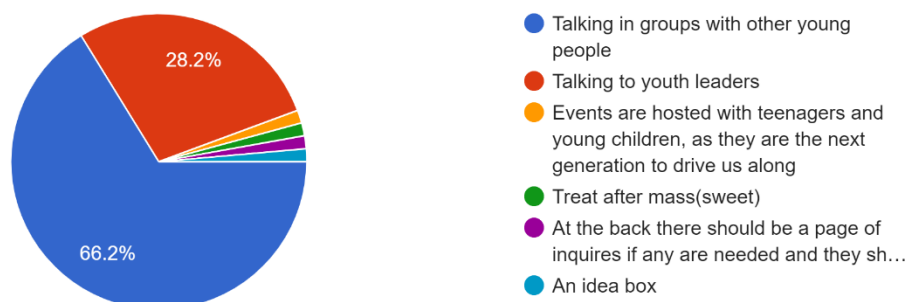 28.2%
66.2%
Talking in groups with other young
people
Talking to youth leaders
Events are hosted with teenagers and
young children, as they are the next
generation to drive us along
Treat after mass(sweet)
At the back there should be a page of
inquires if any are needed and they sh…
An idea box